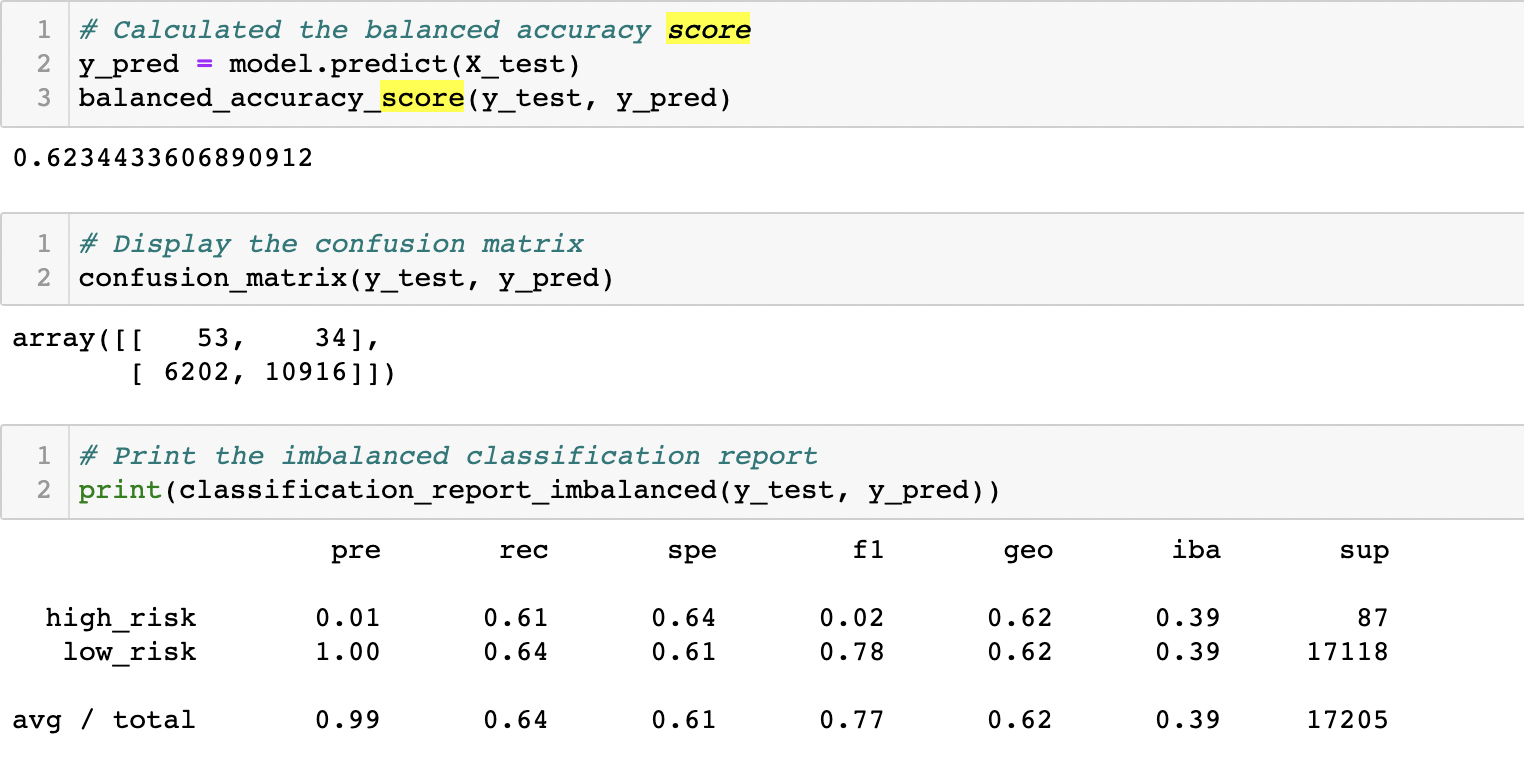 1 # Calculated the balanced accuracy score
2 y_pred = model.predict(X_test)
3 balanced_accuracy_score(y_test, y_pred)
0.6234433606890912
1 # Display the confusion matrix
2 confusion_matrix(y_test, y_pred)
array([[   53,    34],
       [ 6202, 10916]])
1 # Print the imbalanced classification report
2 print(classification_report_imbalanced(y_test, y_pred))
pre rec spe f1 geo iba sup
high_risk 0.01 0.61 0.64 0.02 0.62 0.39 87
low_risk 1.00 0.64 0.61 0.78 0.62 0.39 17118
avg / total 0.99 0.64 0.61 0.77 0.62 0.39 17205